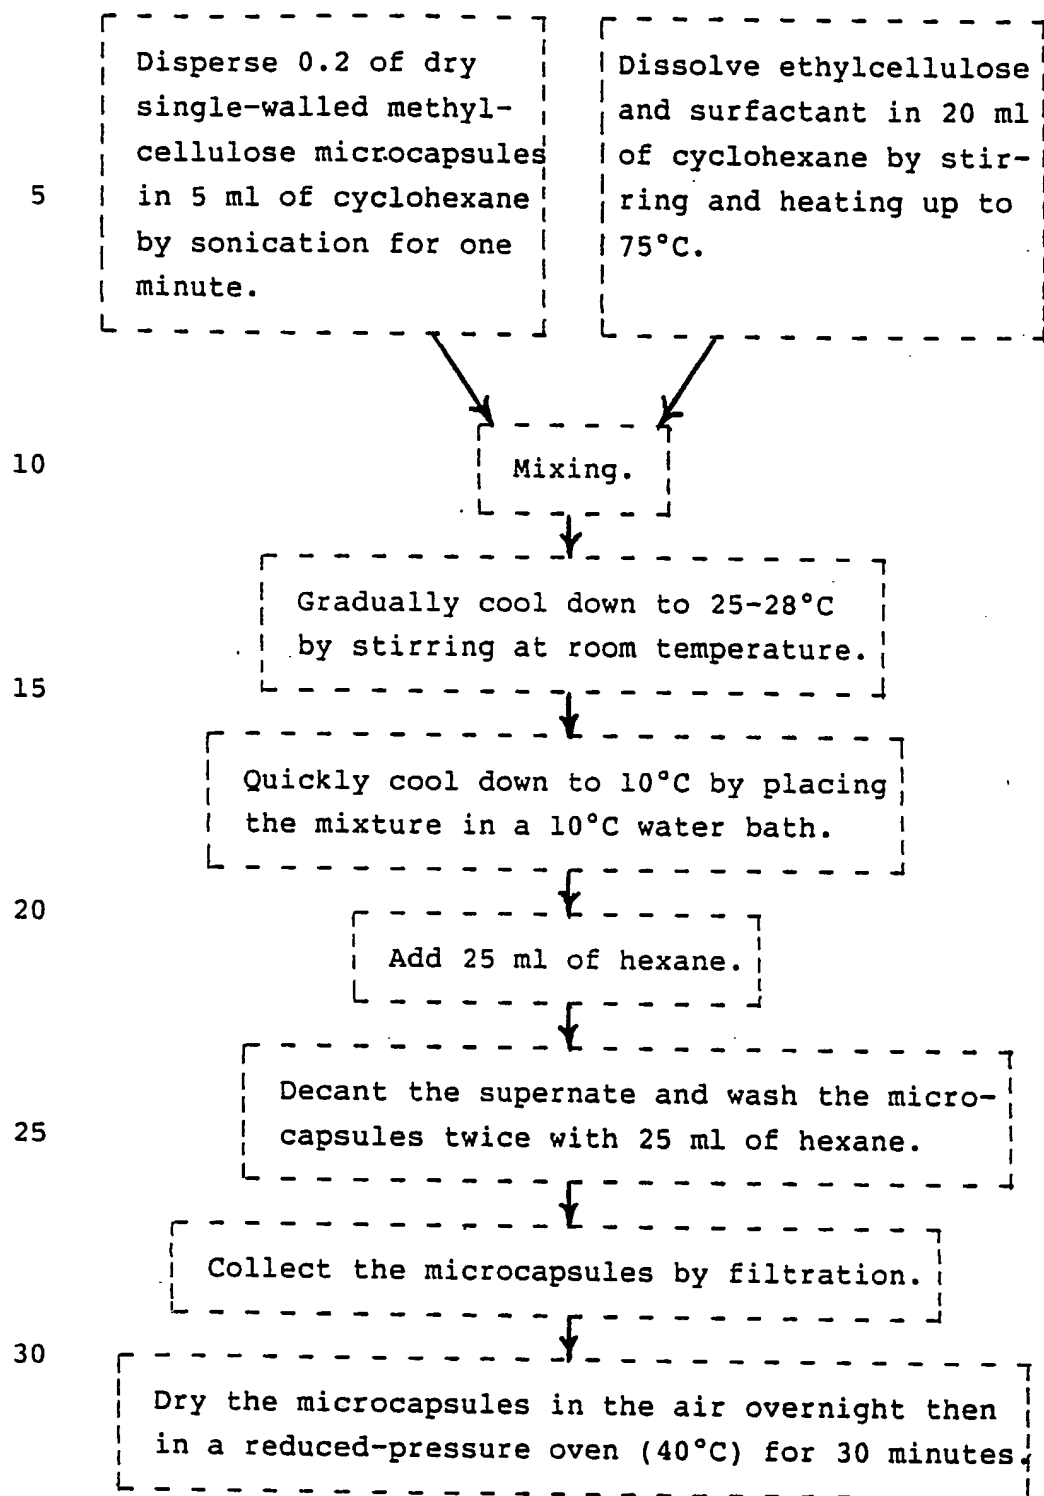 Disperse 0.2 of dry
single-walled methyl-
cellulose microcapsules
5
in 5 ml of cyclohexane
by sonication for one
minute.
Dissolve ethylcellulose
and surfactant in 20 ml
of cyclohexane by stir-
ring and heating up to
75°C.
10
Mixing.
Gradually cool down to 25-28°C
by stirring at room temperature.
15
Quickly cool down to 10°C by placing
the mixture in a 10°C water bath.
20
Add 25 ml of hexane.
Decant the supernate and wash the micro-
25
capsules twice with 25 ml of hexane.
Collect the microcapsules by filtration.
30
Dry the microcapsules in the air overnight then
in a reduced-pressure oven (40°C) for 30 minutes.